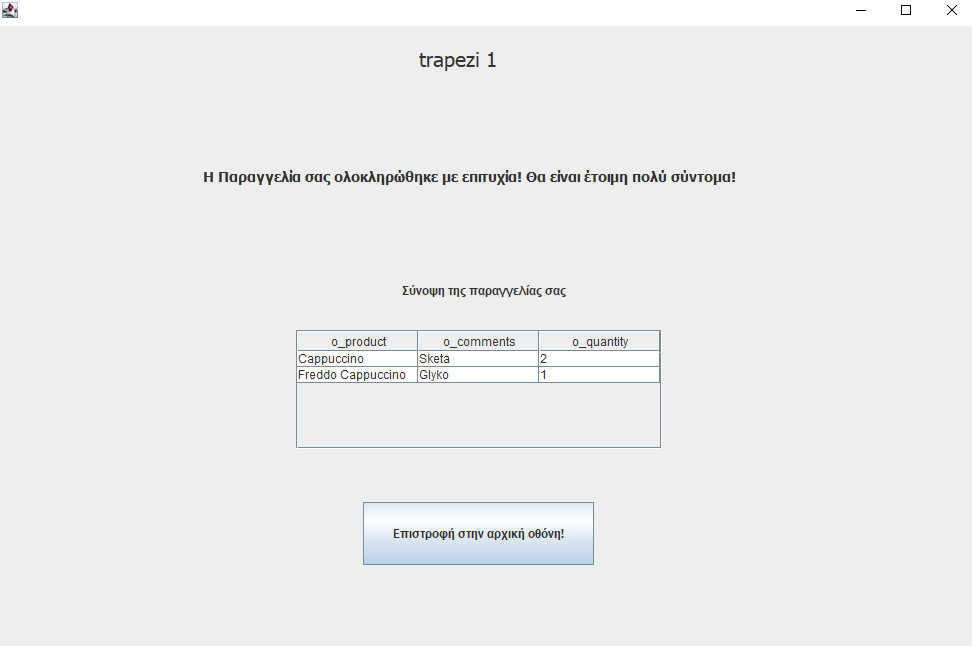 trapezi 1
Η Παραγγελία σας ολοκληρώθηκε με επιτυχία! Θα είναι έτοιμη πολύ σύντομα!
Σύνοψη της παραγγελίας σας
o_product o_comments o_quantity
Cappuccino Sketa 2
Freddo Cappuccino Glyko 1
Επιστροφή στην αρχική οθόνη!